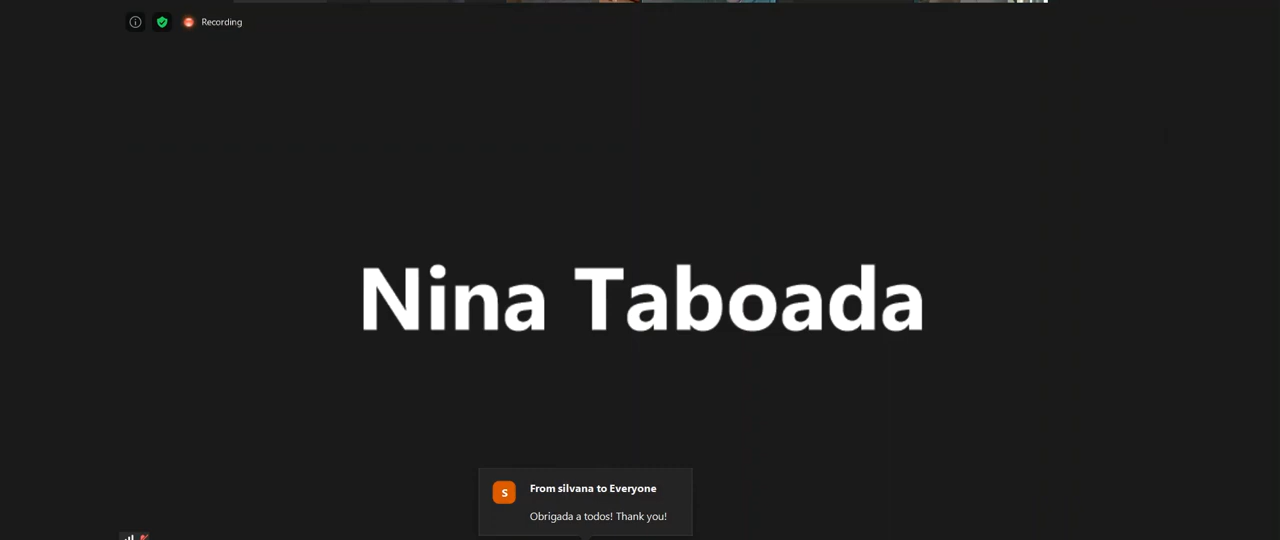 Recording
Nina Taboada
S
From silvana to Everyone
Obrigada a todos! Thank you!